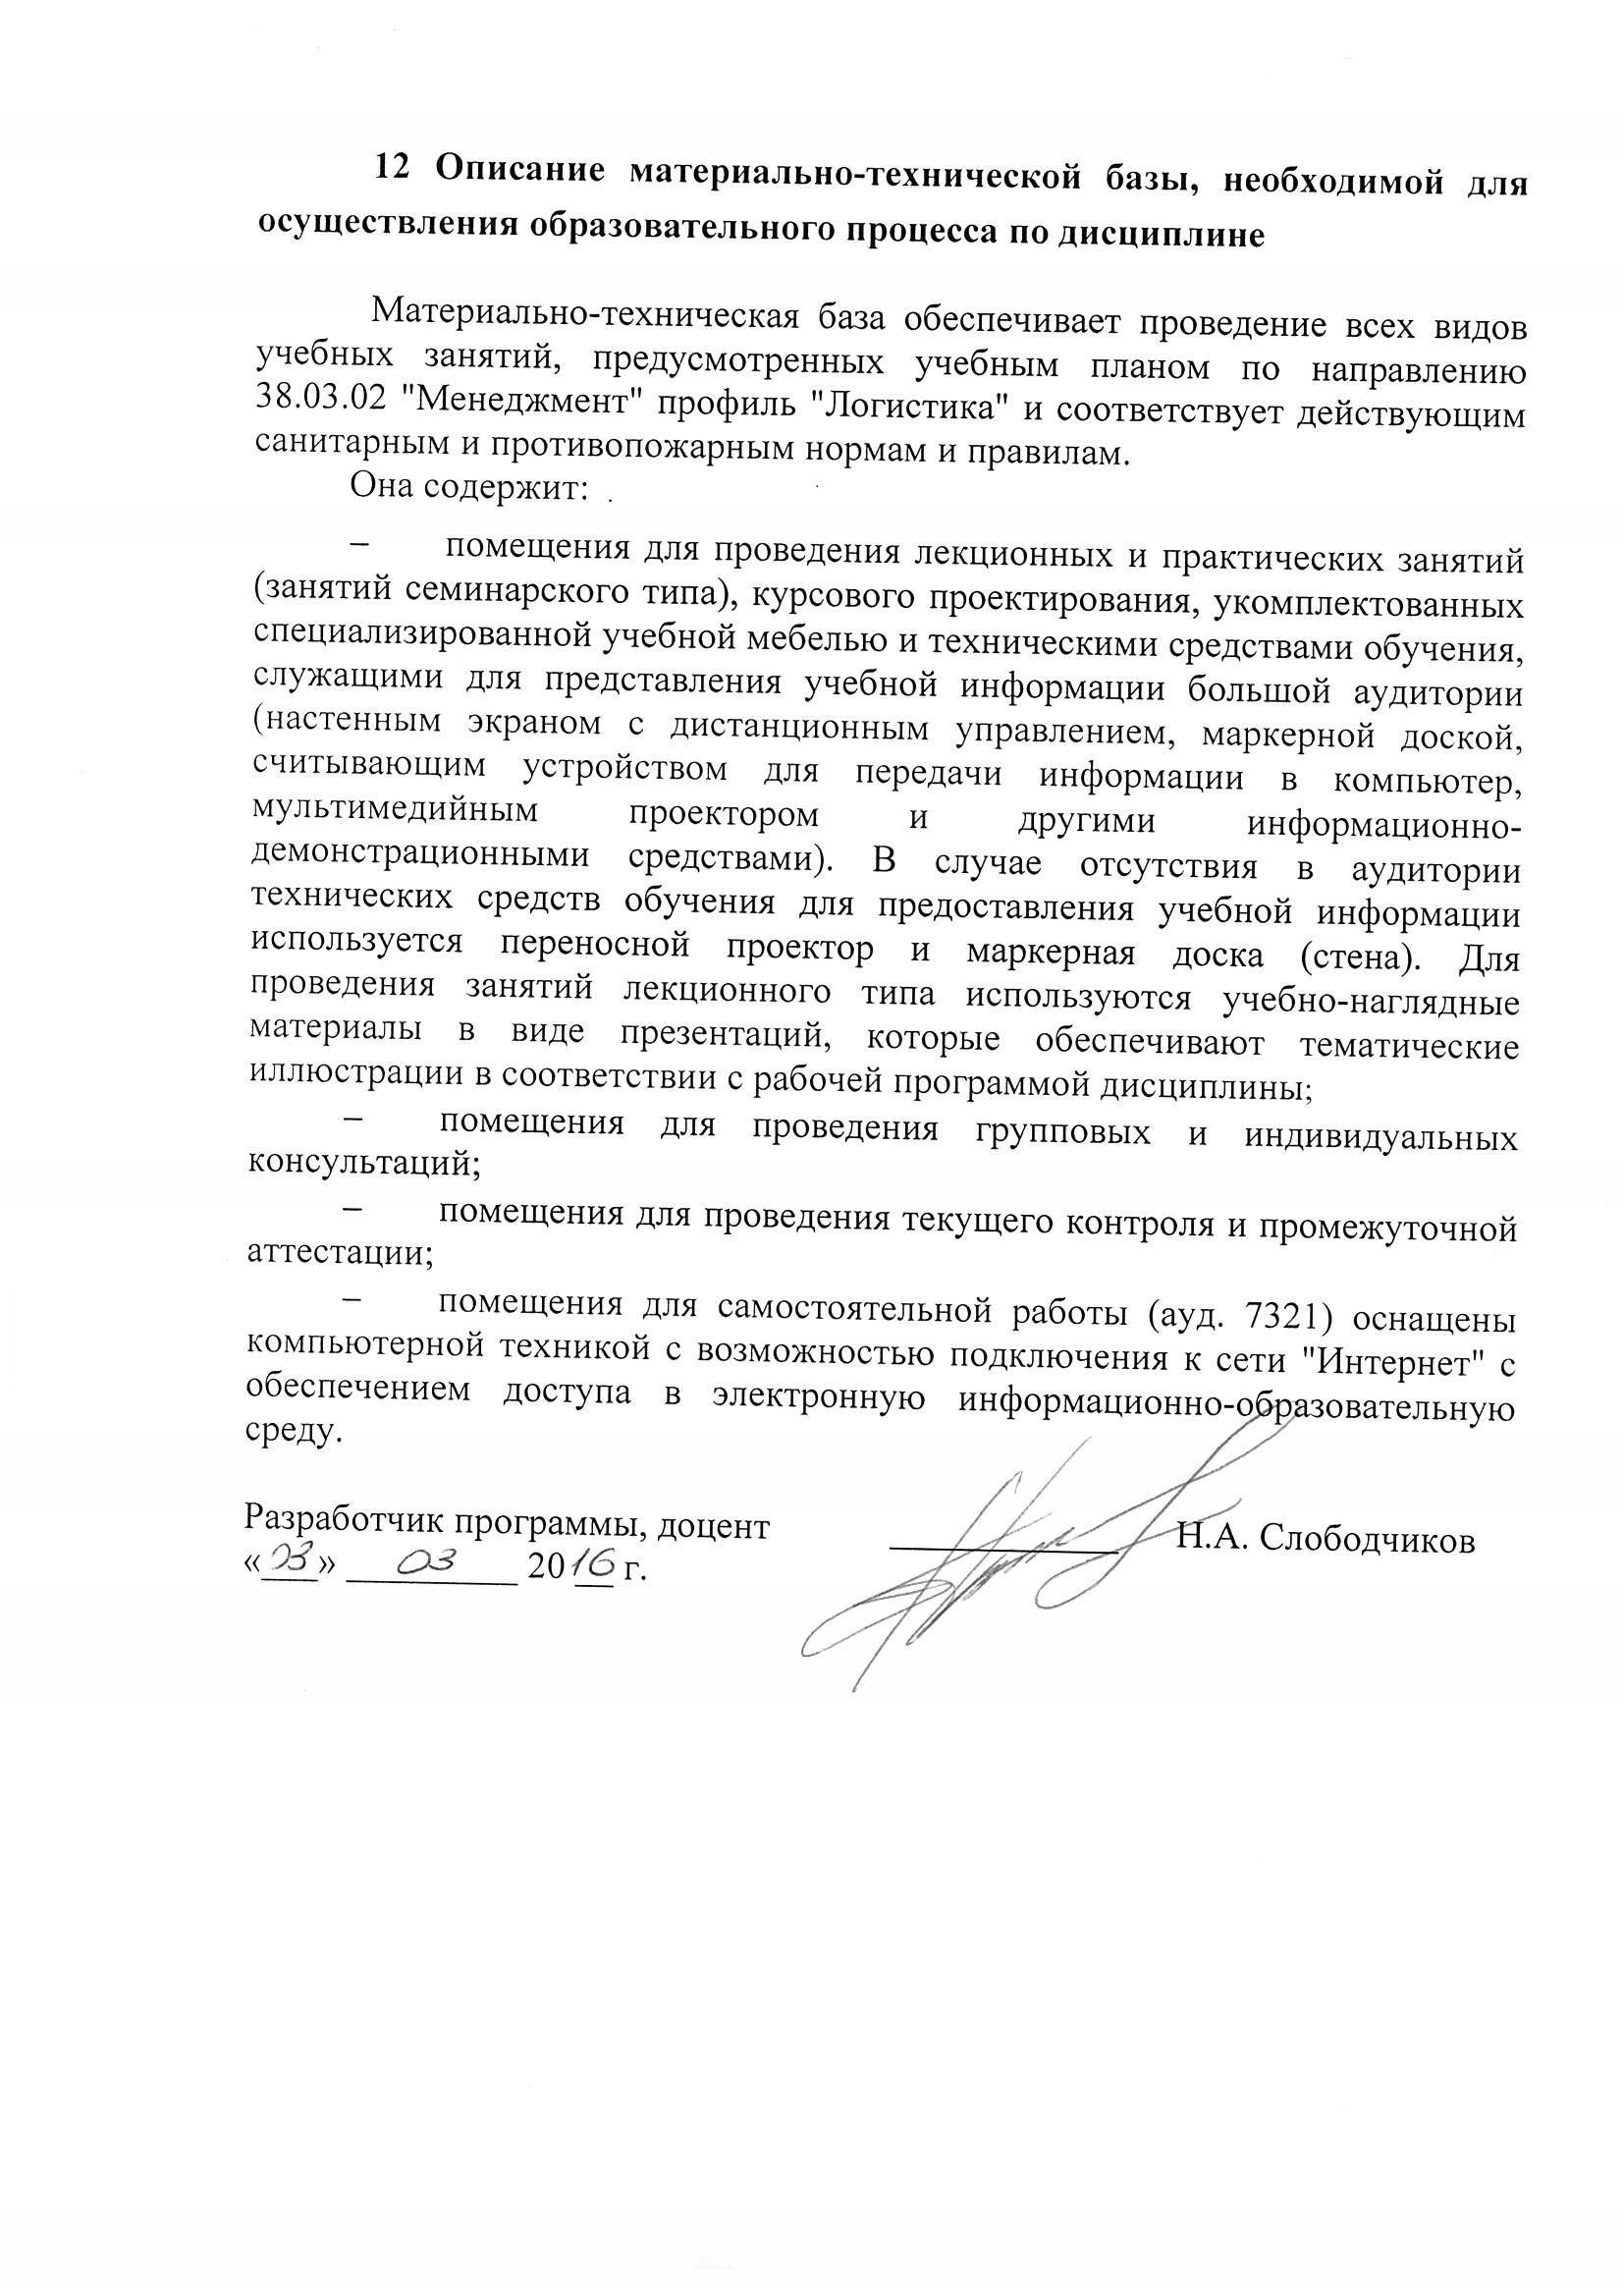 12 Описание материально-технической базы, необходимой для
осуществления образовательного процесса по дисциплине
Материально-техническая база обеспечивает проведение всех видов
учебных занятий, предусмотренных учебным планом по направлению
38.03.02 "Менеджмент" профиль "Логистика" и соответствует действующим
санитарным и противопожарным нормам и правилам.
Она содержит:
– помещения для проведения лекционных и практических занятий
(занятий семинарского типа), курсового проектирования, укомплектованных
специализированной учебной мебелью и техническими средствами обучения,
служащими для представления учебной информации большой аудитории
(настенным экраном с дистанционным управлением, маркерной доской,
считывающим устройством для передачи информации в компьютер,
мультимедийным проектором и другими информационно-
демонстрационными средствами). В случае отсутствия в аудитории
технических средств обучения для предоставления учебной информации
используется переносной проектор и маркерная доска (стена). Для
проведения занятий лекционного типа используются учебно-наглядные
материалы в виде презентаций, которые обеспечивают тематические
иллюстрации в соответствии с рабочей программой дисциплины;
– помещения для проведения групповых и индивидуальных
консультаций;
– помещения для проведения текущего контроля и промежуточной
аттестации;
– помещения для самостоятельной работы (ауд. 7321) оснащены
компьютерной техникой с возможностью подключения к сети "Интернет" с
обеспечением доступа в электронную информационно-образовательную
среду.
Разработчик программы, доцент Н.А. Слободчиков
«03» 03 2016 г.